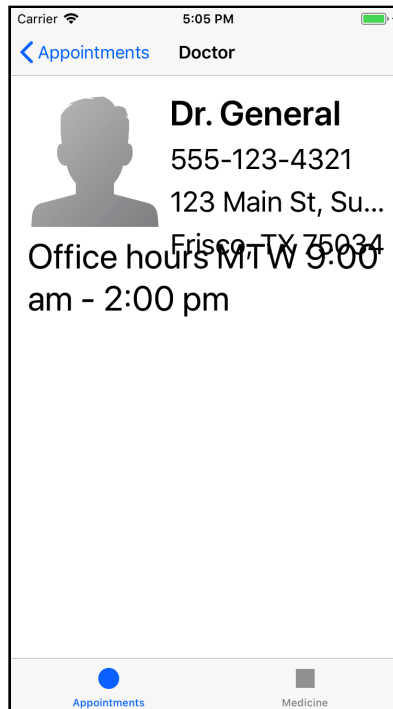 Carrier 5:05 PM
Appointments Doctor
Dr. General
555-123-4321
123 Main St, Su...
Frisco, TX 75034
Office hours MTW 9:00
am - 2:00 pm
Appointments Medicine